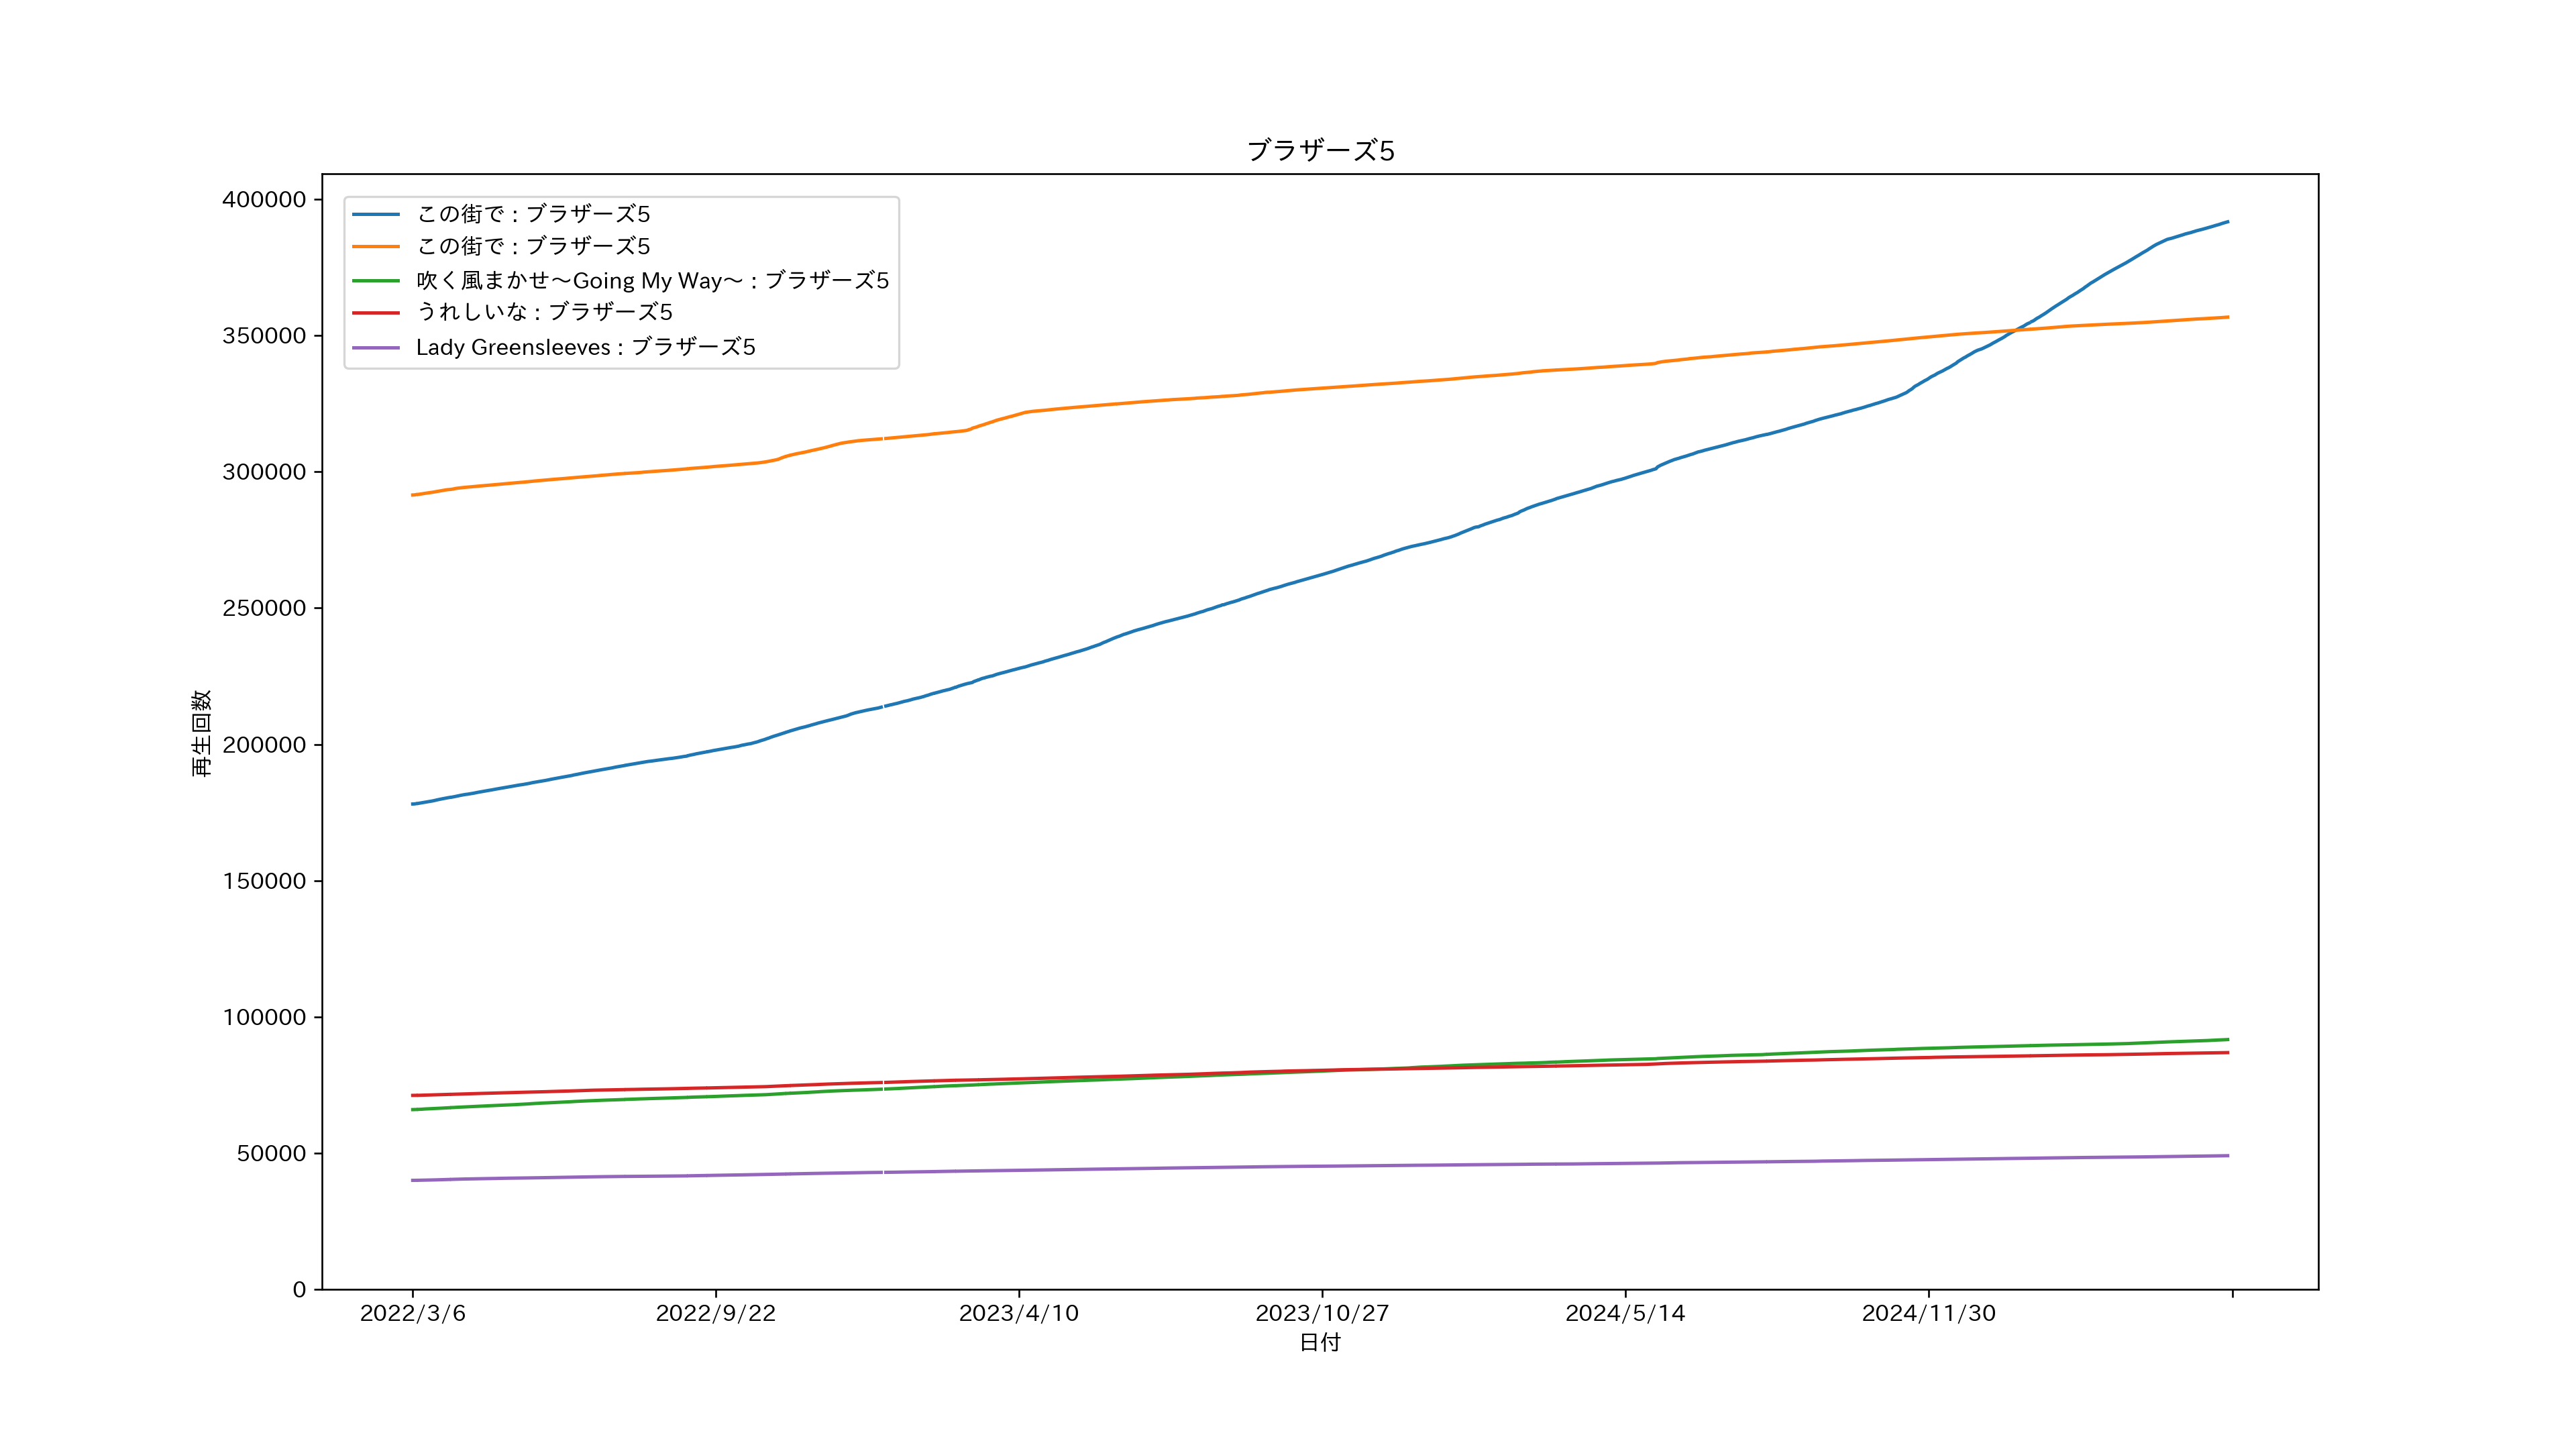 ブラザーズ5
この街で : ブラザーズ5
この街で : ブラザーズ5
吹く風まかせ～Going My Way～ : ブラザーズ5
うれしいな : ブラザーズ5
Lady Greensleeves : ブラザーズ5
再生回数
400000
350000
300000
250000
200000
150000
100000
50000
0
2022/3/6 2022/9/22 2023/4/10 2023/10/27 2024/5/14 2024/11/30
日付